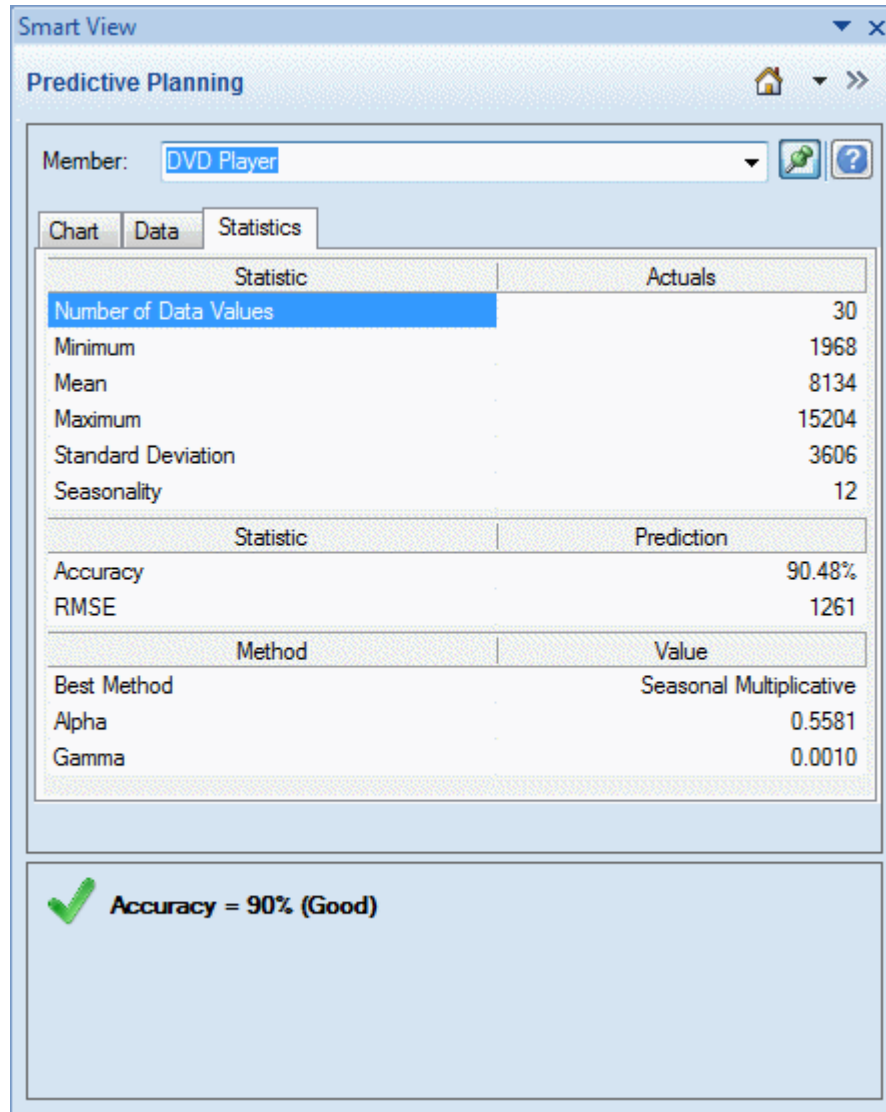 Smart View
Predictive Planning
Member: DVD Player
Chart Data Statistics
Statistic Actuals
Number of Data Values 30
Minimum 1968
Mean 8134
Maximum 15204
Standard Deviation 3606
Seasonality 12
Statistic Prediction
Accuracy 90.48%
RMSE 1261
Method Value
Best Method Seasonal Multiplicative
Alpha 0.5581
Gamma 0.0010
Accuracy = 90% (Good)